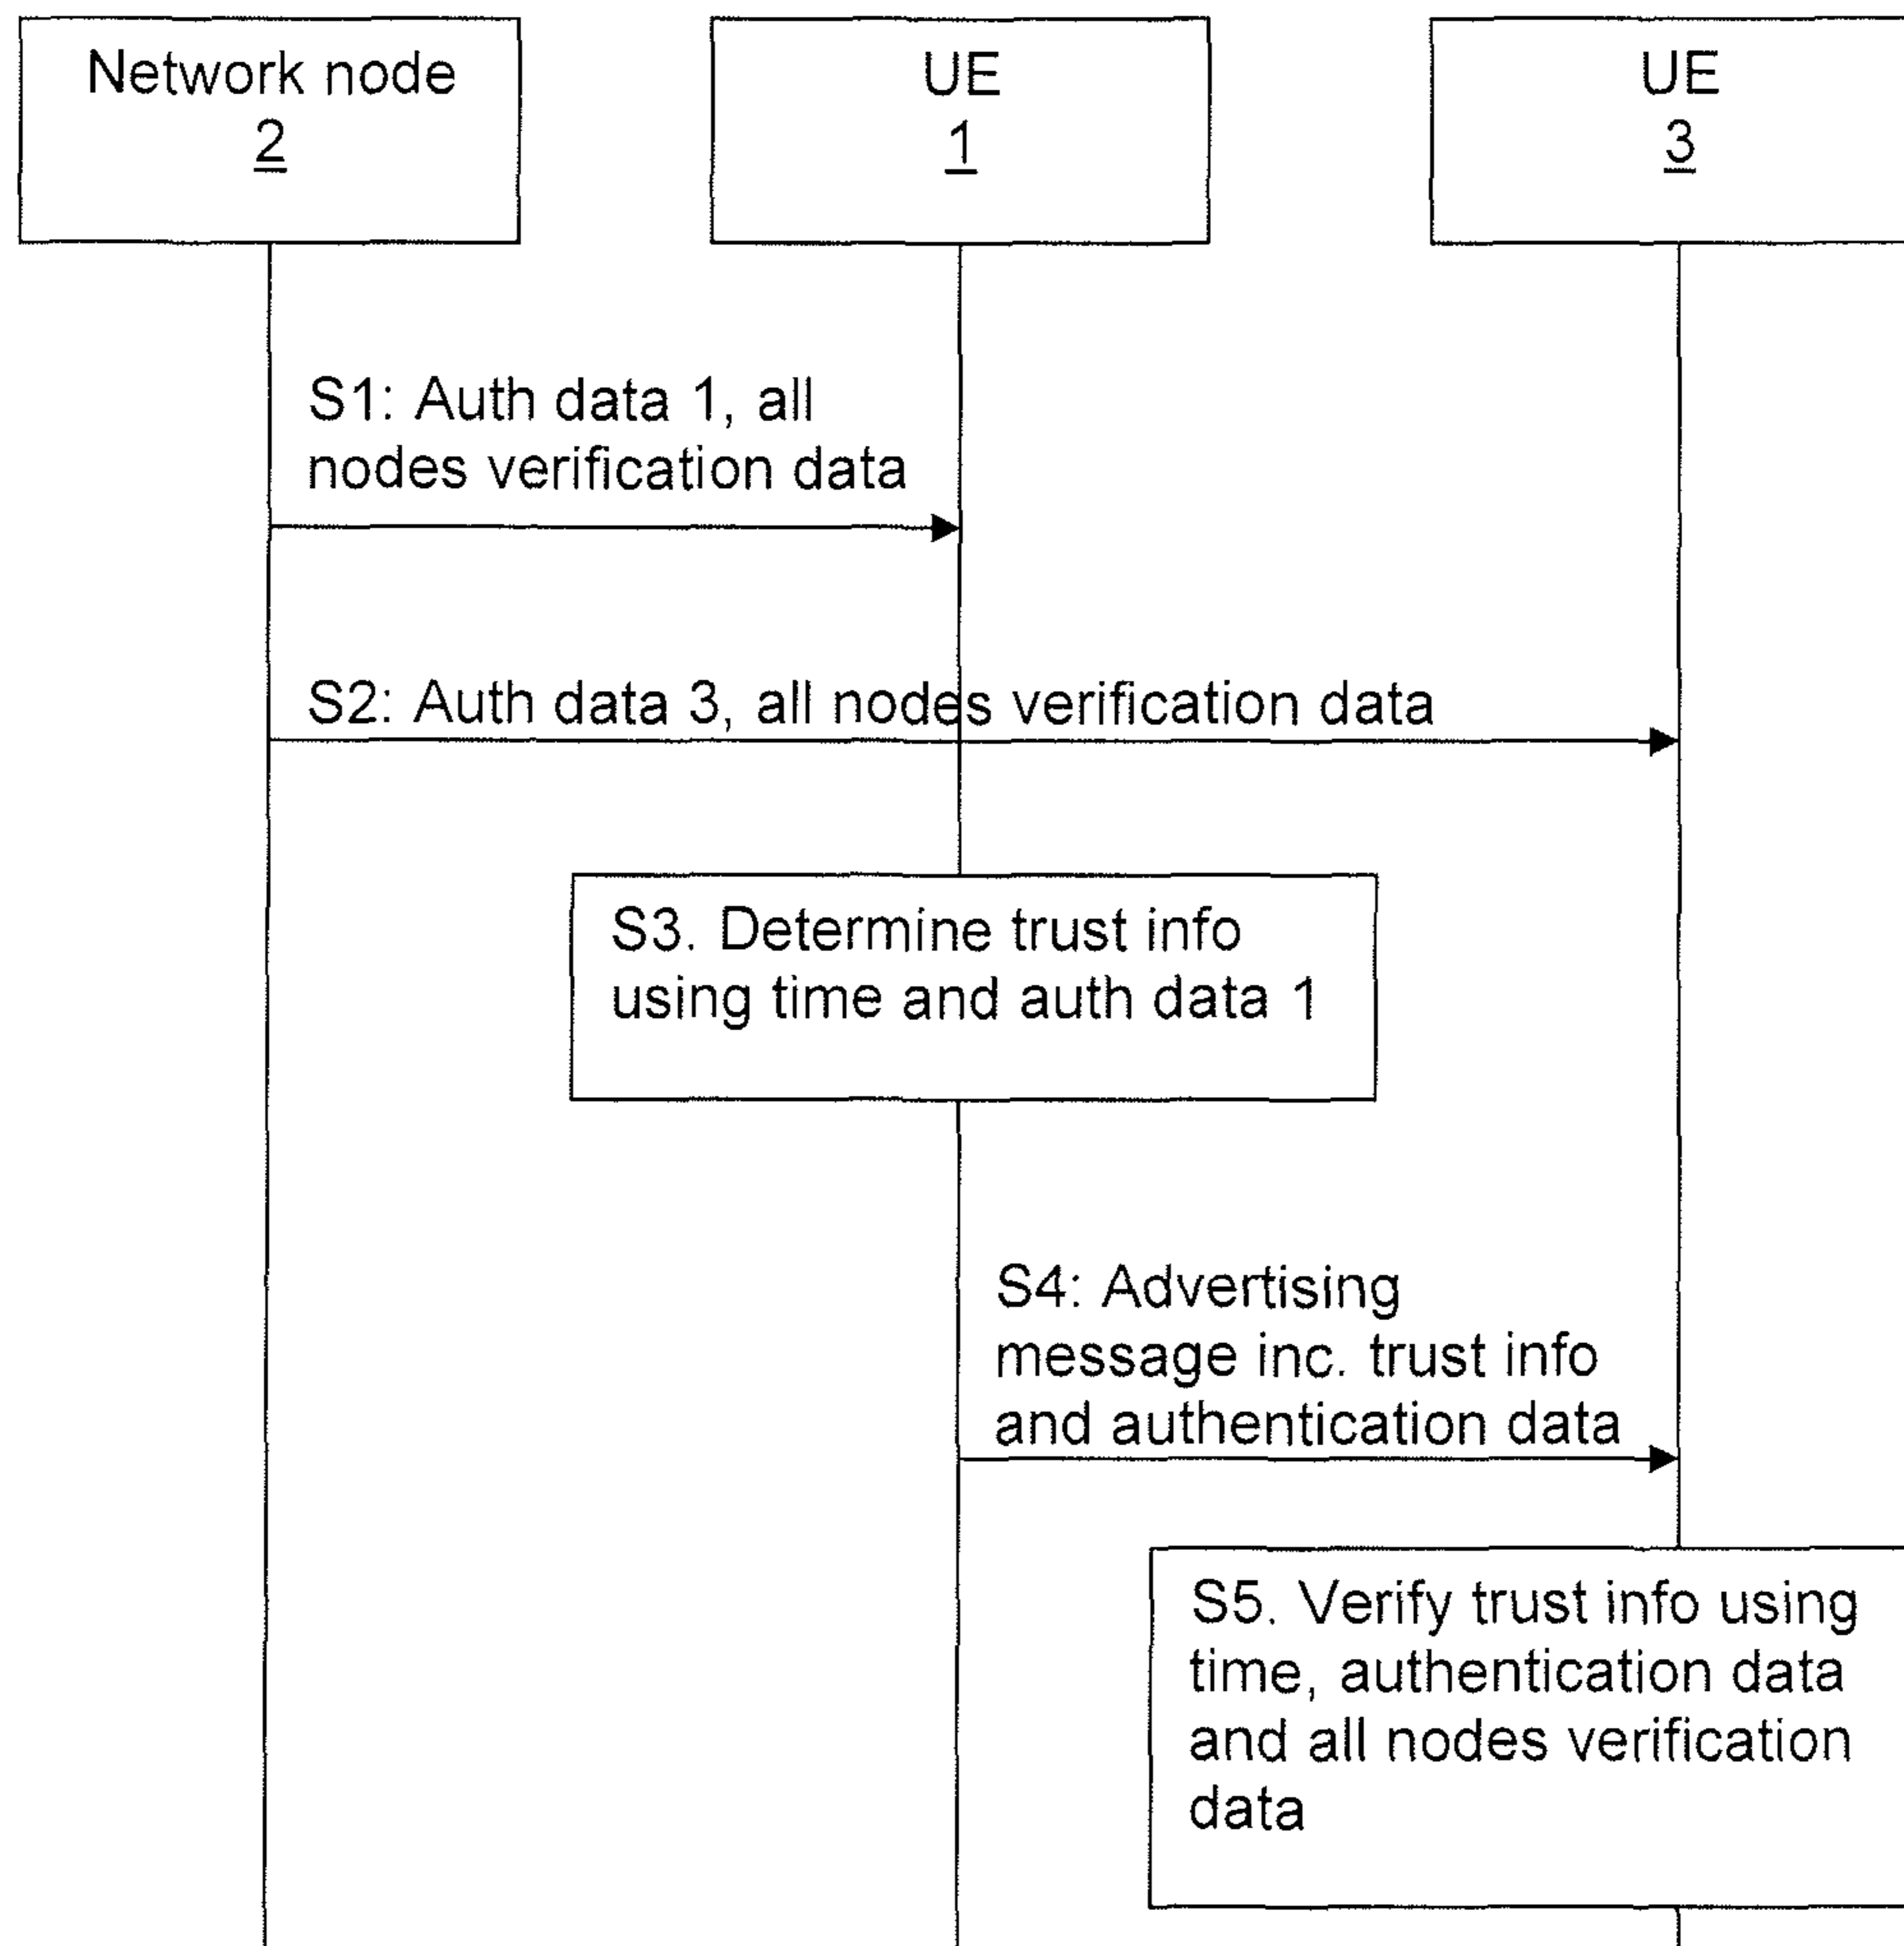 Network node
2
UE
1
UE
3
S1: Auth data 1, all
nodes verification data
S2: Auth data 3, all nodes verification data
S3. Determine trust info
using time and auth data 1
S4: Advertising
message inc. trust info
and authentication data
S5. Verify trust info using
time, authentication data
and all nodes verification
data